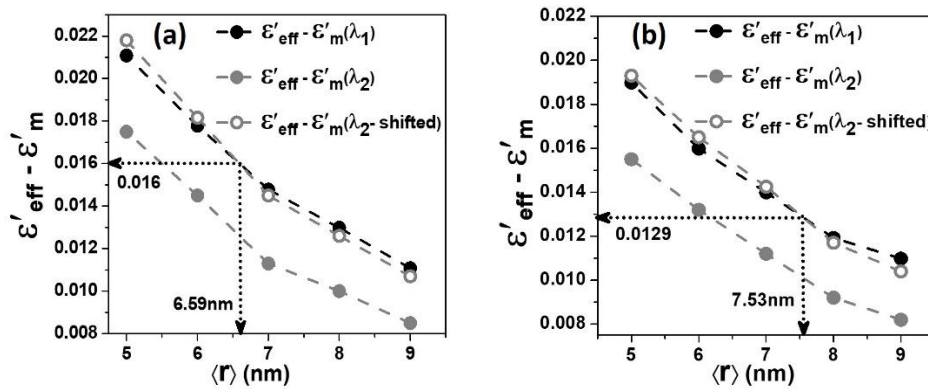 (a)
ε′eff - ε′m(λ1)
ε′eff - ε′m(λ2)
ε′eff - ε′m(λ2- shifted)
0.022
0.020
0.018
0.016
0.014
0.012
0.010
0.008
ε′eff - ε′m
0.016
6.59nm
5 6 7 8 9
⟨r⟩ (nm)
(b)
ε′eff - ε′m(λ1)
ε′eff - ε′m(λ2)
ε′eff - ε′m(λ2- shifted)
0.022
0.020
0.018
0.016
0.014
0.012
0.010
0.008
ε′eff - ε′m
0.0129
7.53nm
5 6 7 8 9
⟨r⟩ (nm)